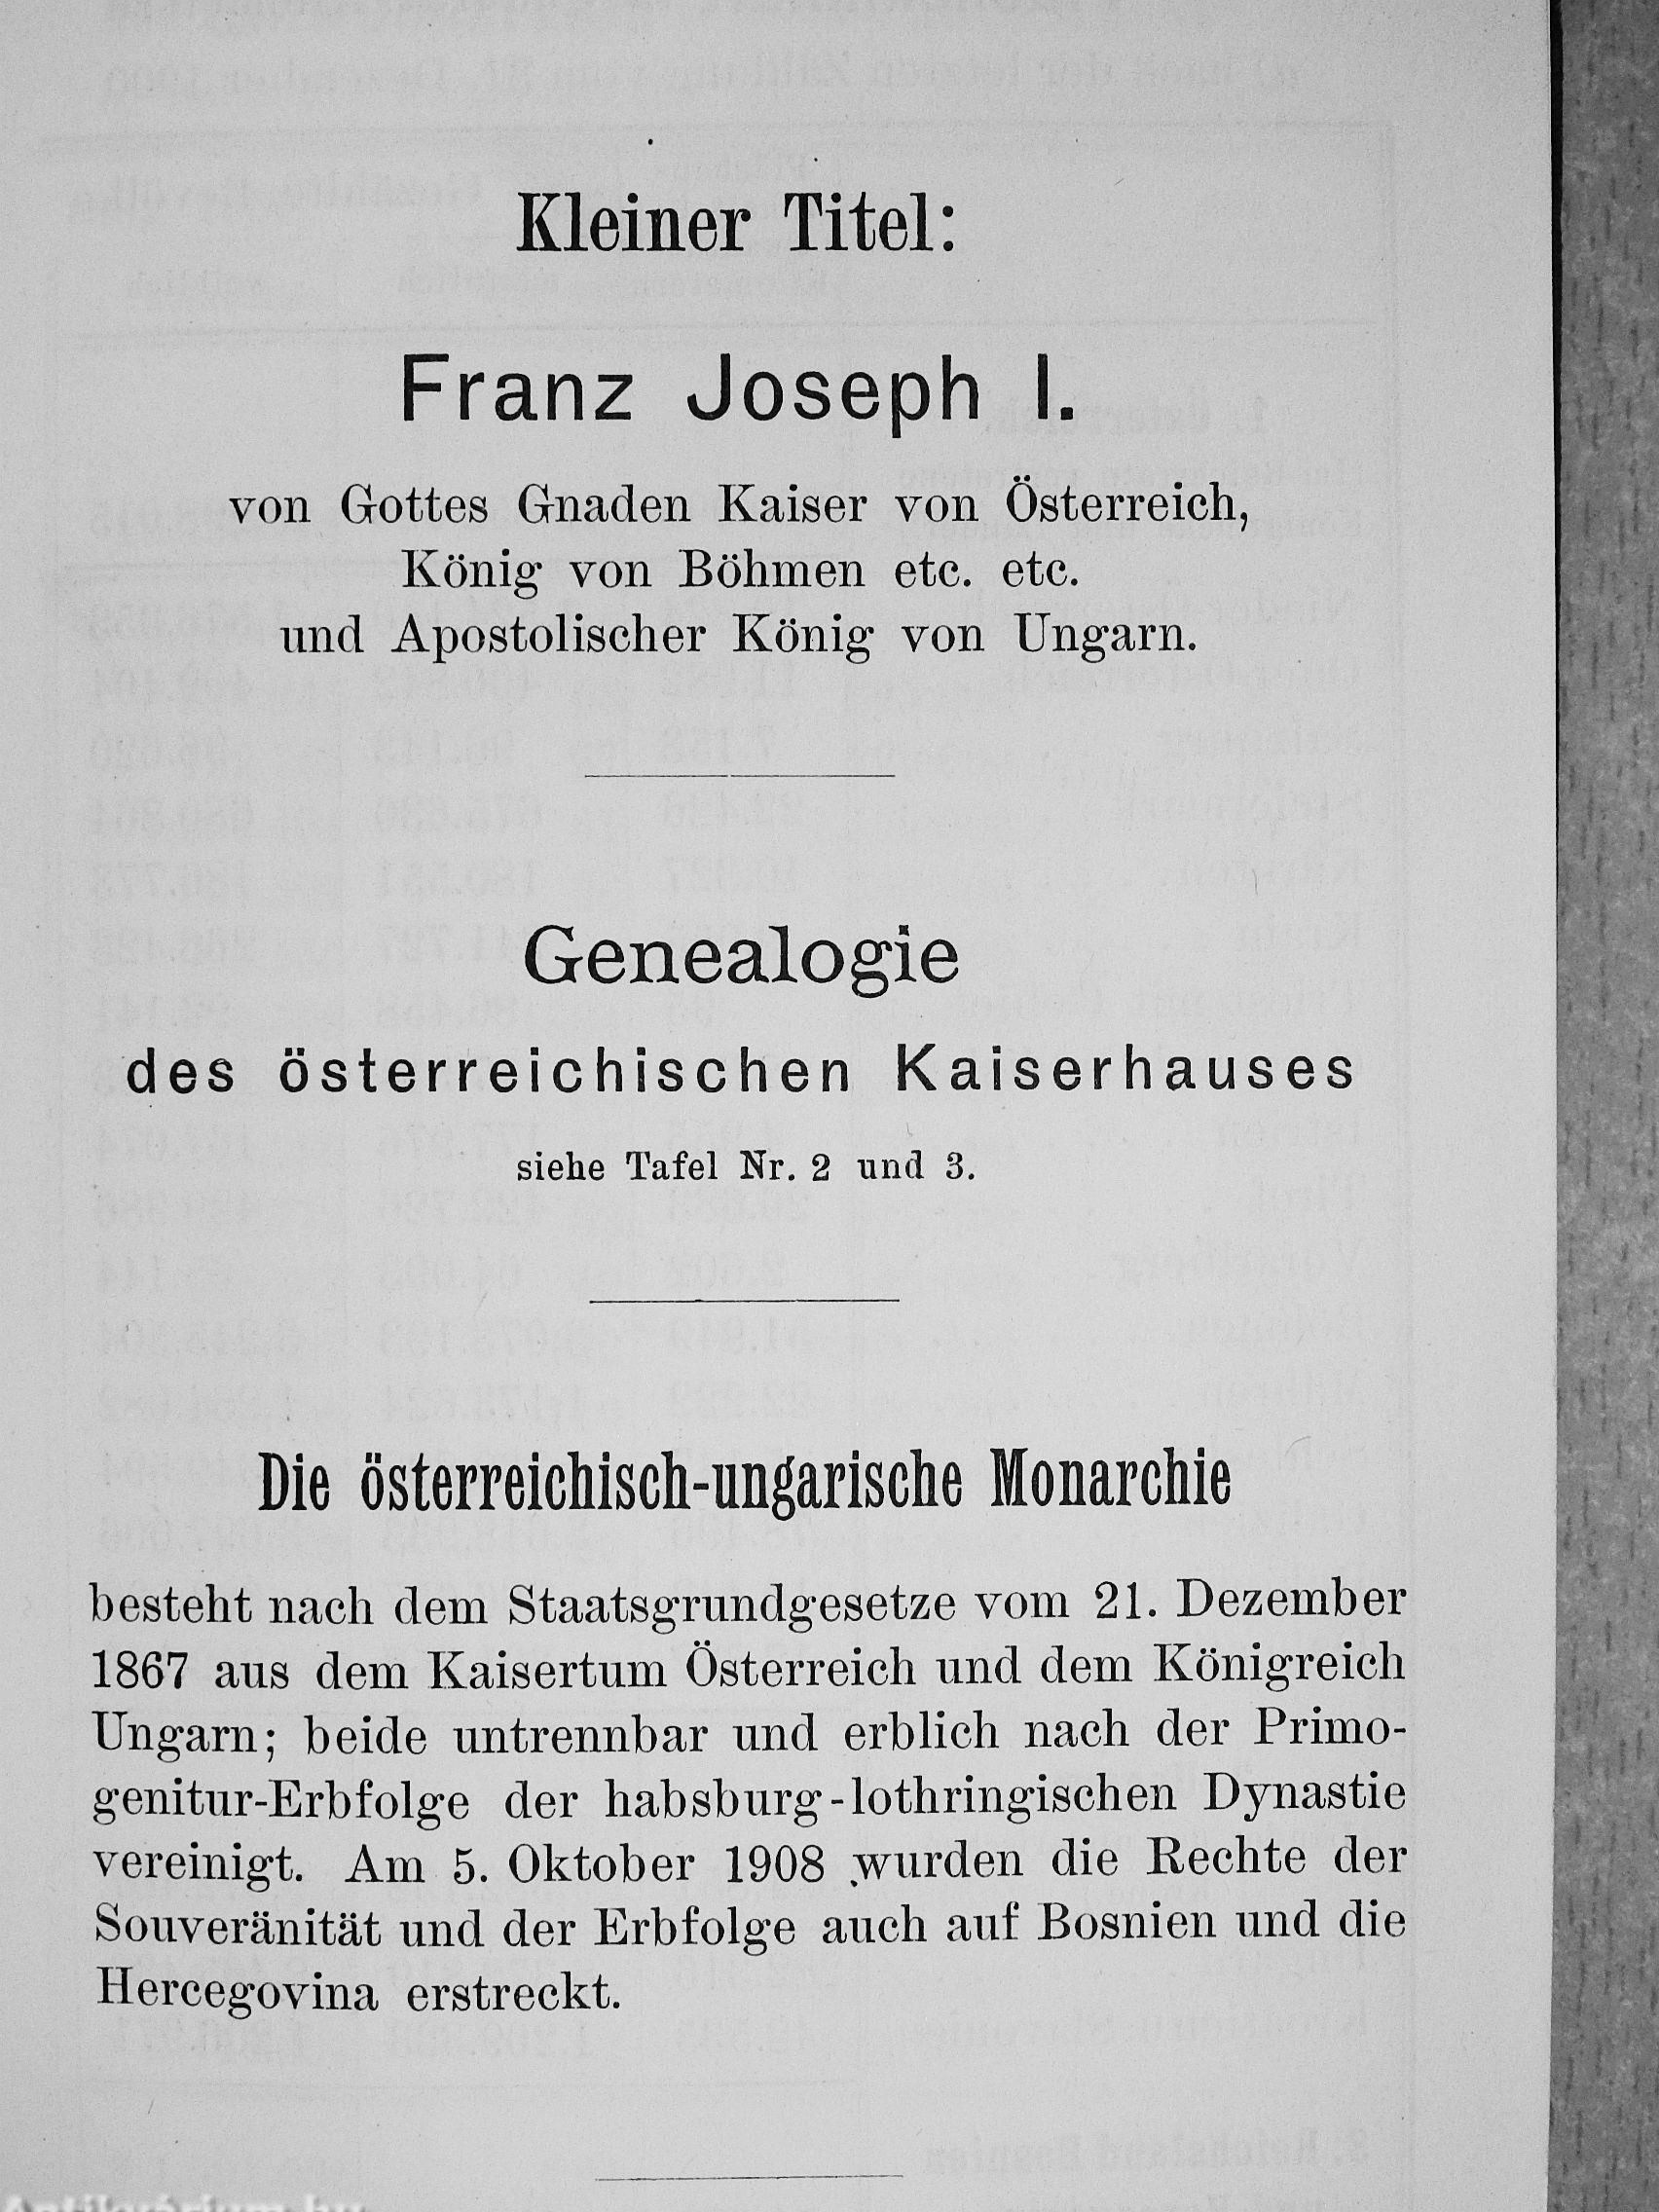 Kleiner Titel:
Franz Joseph I.
von Gottes Gnaden Kaiser von Österreich,
König von Böhmen etc. etc.
und Apostolischer König von Ungarn.
Genealogie
des österreichischen Kaiserhauses
siehe Tafel Nr. 2 und 3.
Die österreichisch-ungarische Monarchie
besteht nach dem Staatsgrundgesetze vom 21. Dezember
1867 aus dem Kaisertum Österreich und dem Königreich
Ungarn; beide untrennbar und erblich nach der Primo-
genitur-Erbfolge der habsburg-lothringischen Dynastie
vereinigt. Am 5. Oktober 1908 wurden die Rechte der
Souveränität und der Erbfolge auch auf Bosnien und die
Hercegovina erstreckt.